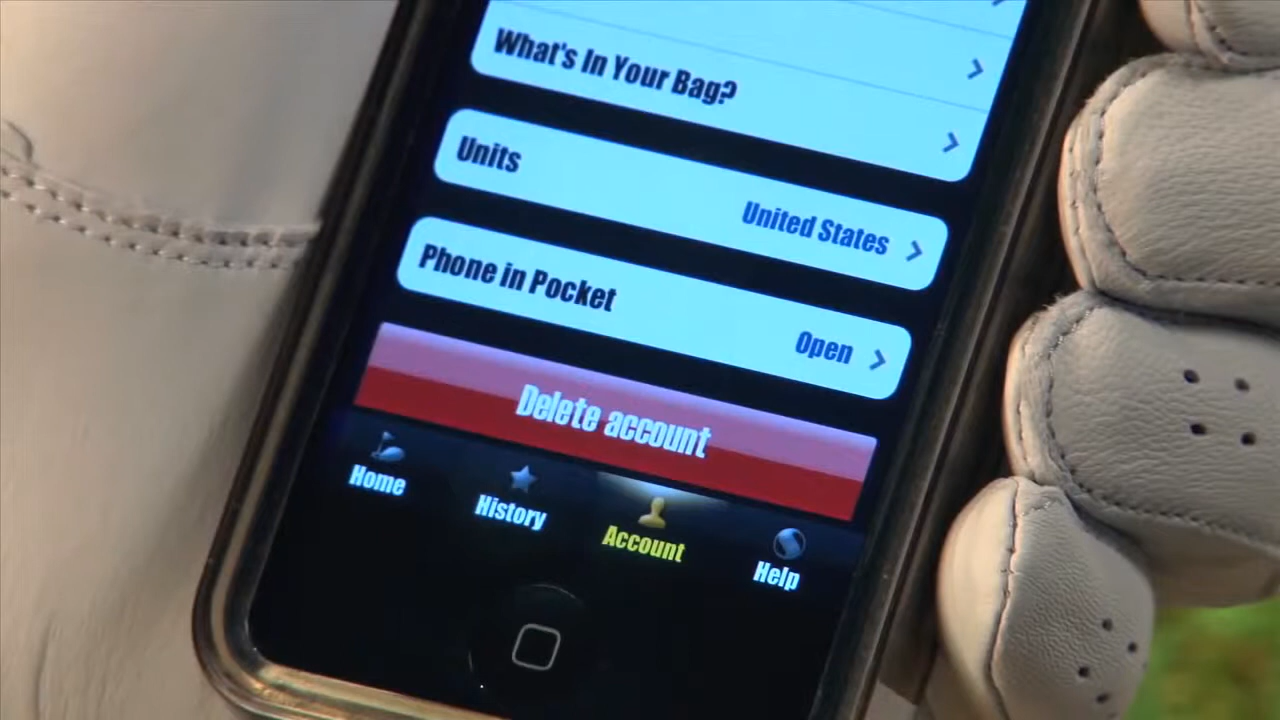 What's In Your Bag?
Units
United States
Phone in Pocket
Open
Delete account
Home
History
Account
Help